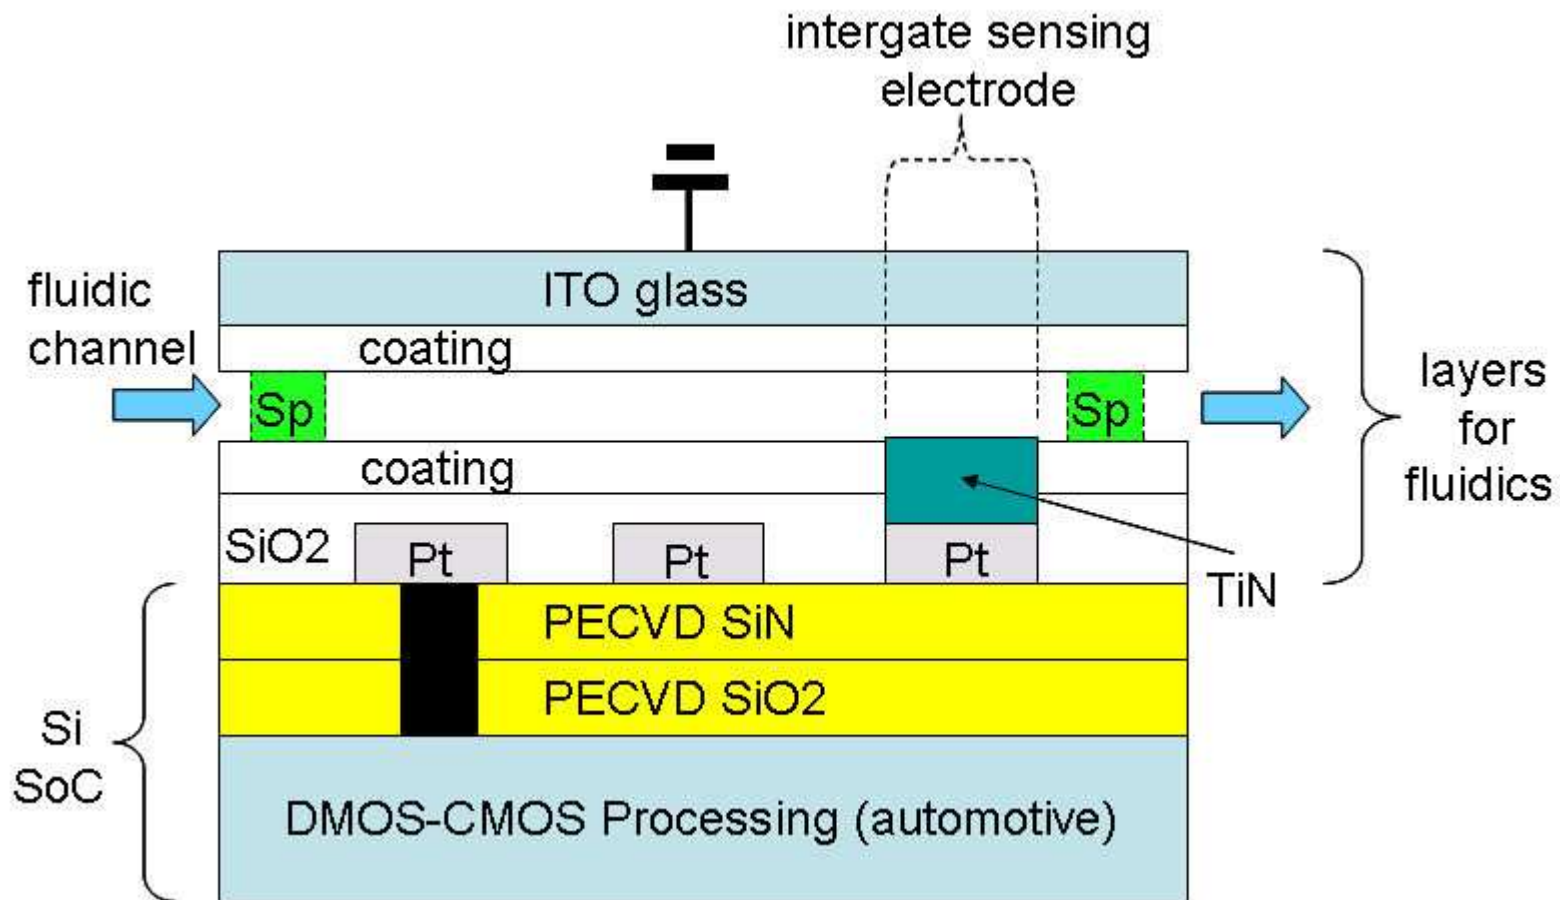 intergate sensing
electrode
fluidic
channel
ITO glass
coating
Sp
Sp
layers
for
fluidics
coating
SiO2
Pt
Pt
Pt
TiN
PECVD SiN
PECVD SiO2
Si
SoC
DMOS-CMOS Processing (automotive)